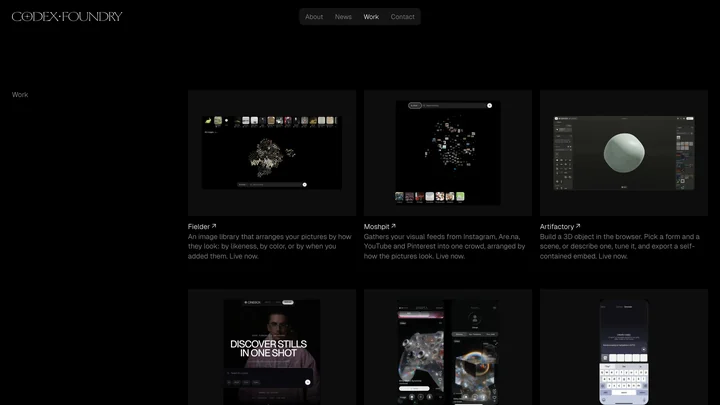 CODEX·FOUNDRY
About News Work Contact
Work
Fielder ↗
An image library that arranges your pictures by how
they look: by likeness, by color, or by when you
added them. Live now.
Moshpit ↗
Gathers your visual feeds from Instagram, Are.na,
YouTube and Pinterest into one crowd, arranged by
how the pictures look. Live now.
Artifactory ↗
Build a 3D object in the browser. Pick a form and a
scene, or describe one, tune it, and export a self-
contained embed. Live now.
DISCOVER STILLS
IN ONE SHOT